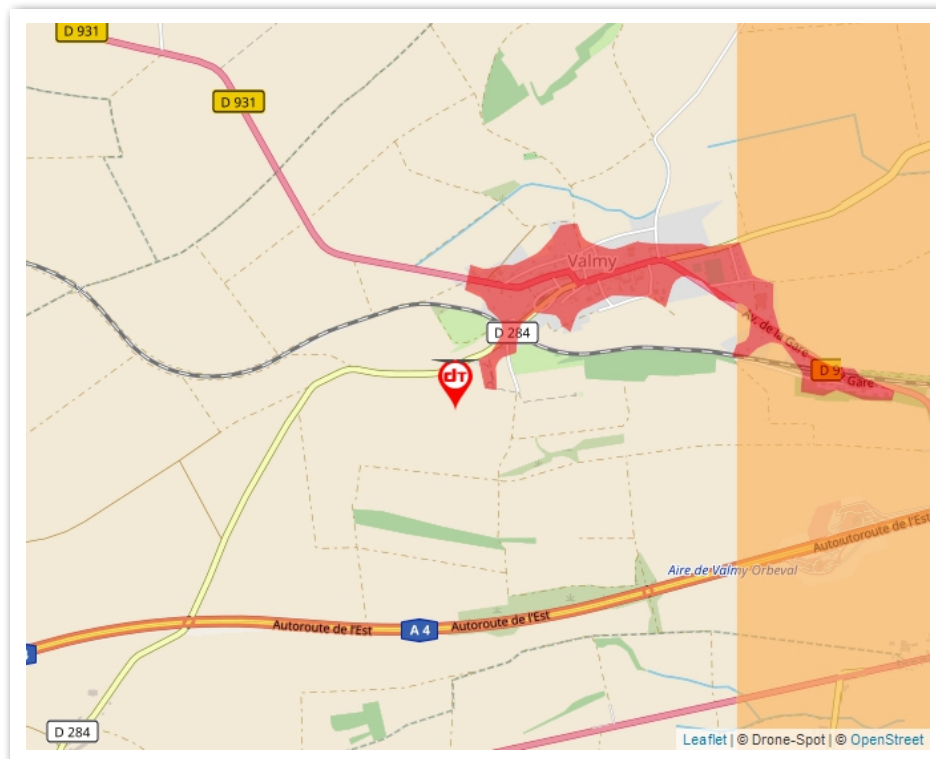 D 931
D 931
Valmy
D 284
Av. de la Gare
Gare
D 9
dT
Autoroute de l'Est
Aire de Valmy Orbeval
Autoroute de l'Est
A 4
Autoroute de l'Est
D 284
Leaflet | © Drone-Spot | © OpenStreet